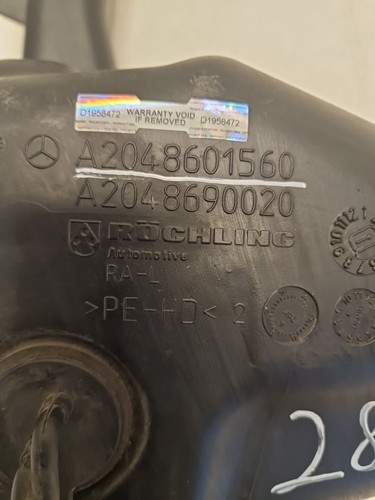 D1958472 WARRANTY VOID IF REMOVED D1958472
A2048601560
A2048690020
RÖCHLING
Automotive
RA-L
>PE-HD< 2
28